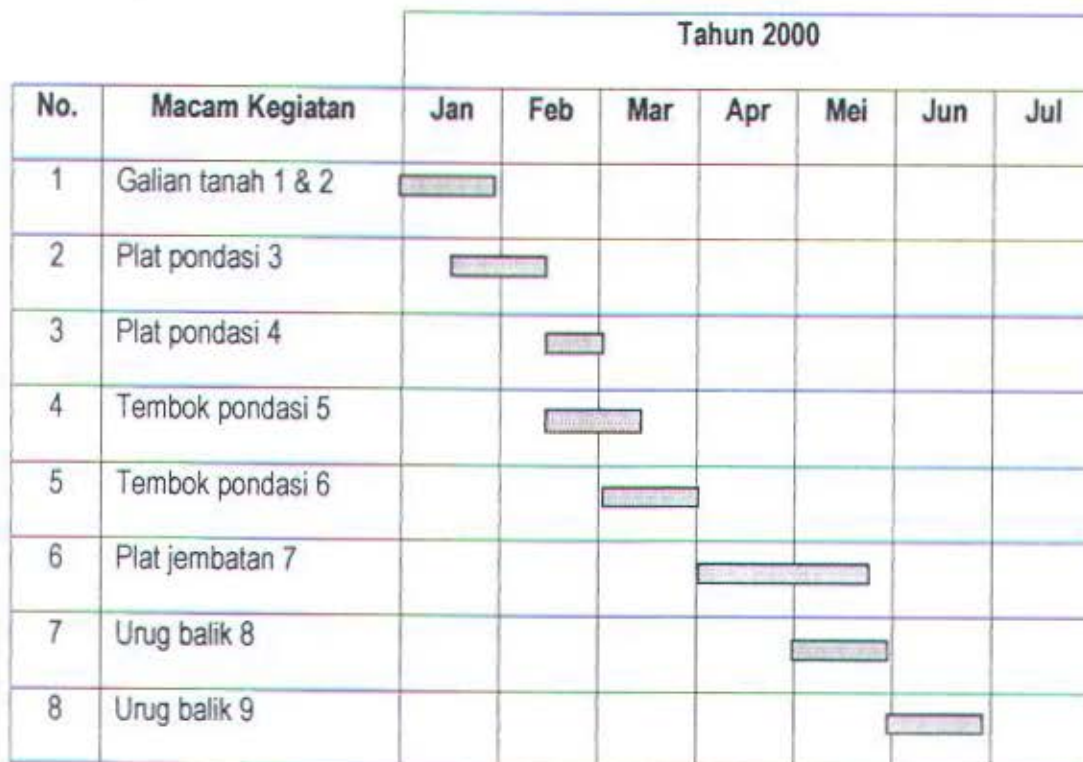 Tahun 2000
No. Macam Kegiatan Jan Feb Mar Apr Mei Jun Jul
1 Galian tanah 1 & 2
2 Plat pondasi 3
3 Plat pondasi 4
4 Tembok pondasi 5
5 Tembok pondasi 6
6 Plat jembatan 7
7 Urug balik 8
8 Urug balik 9